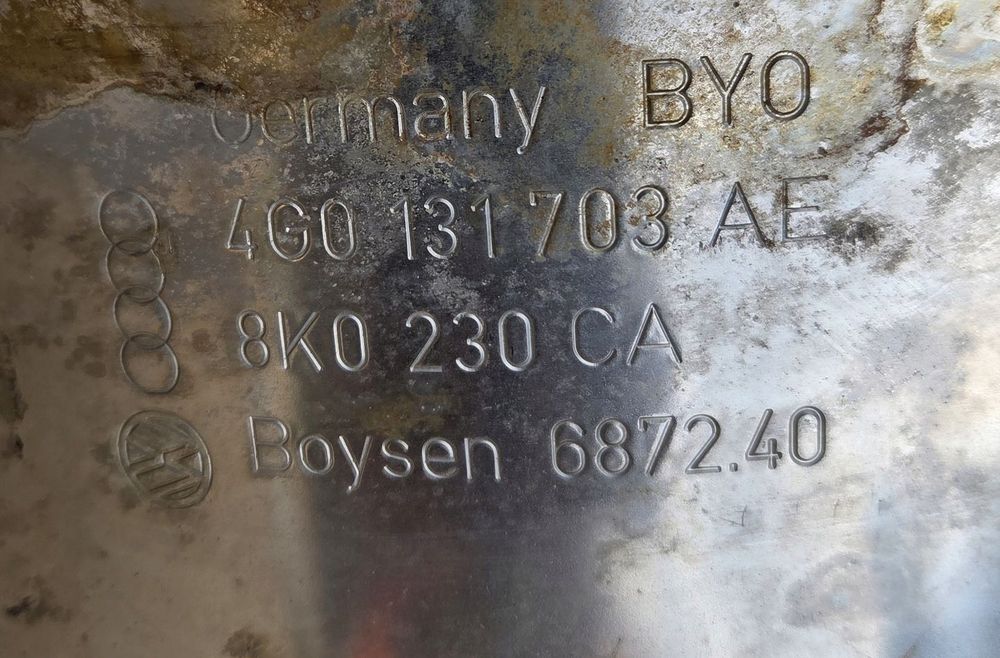 Germany BYO
4G0 131 703 AE
8K0 230 CA
Boysen 6872.40